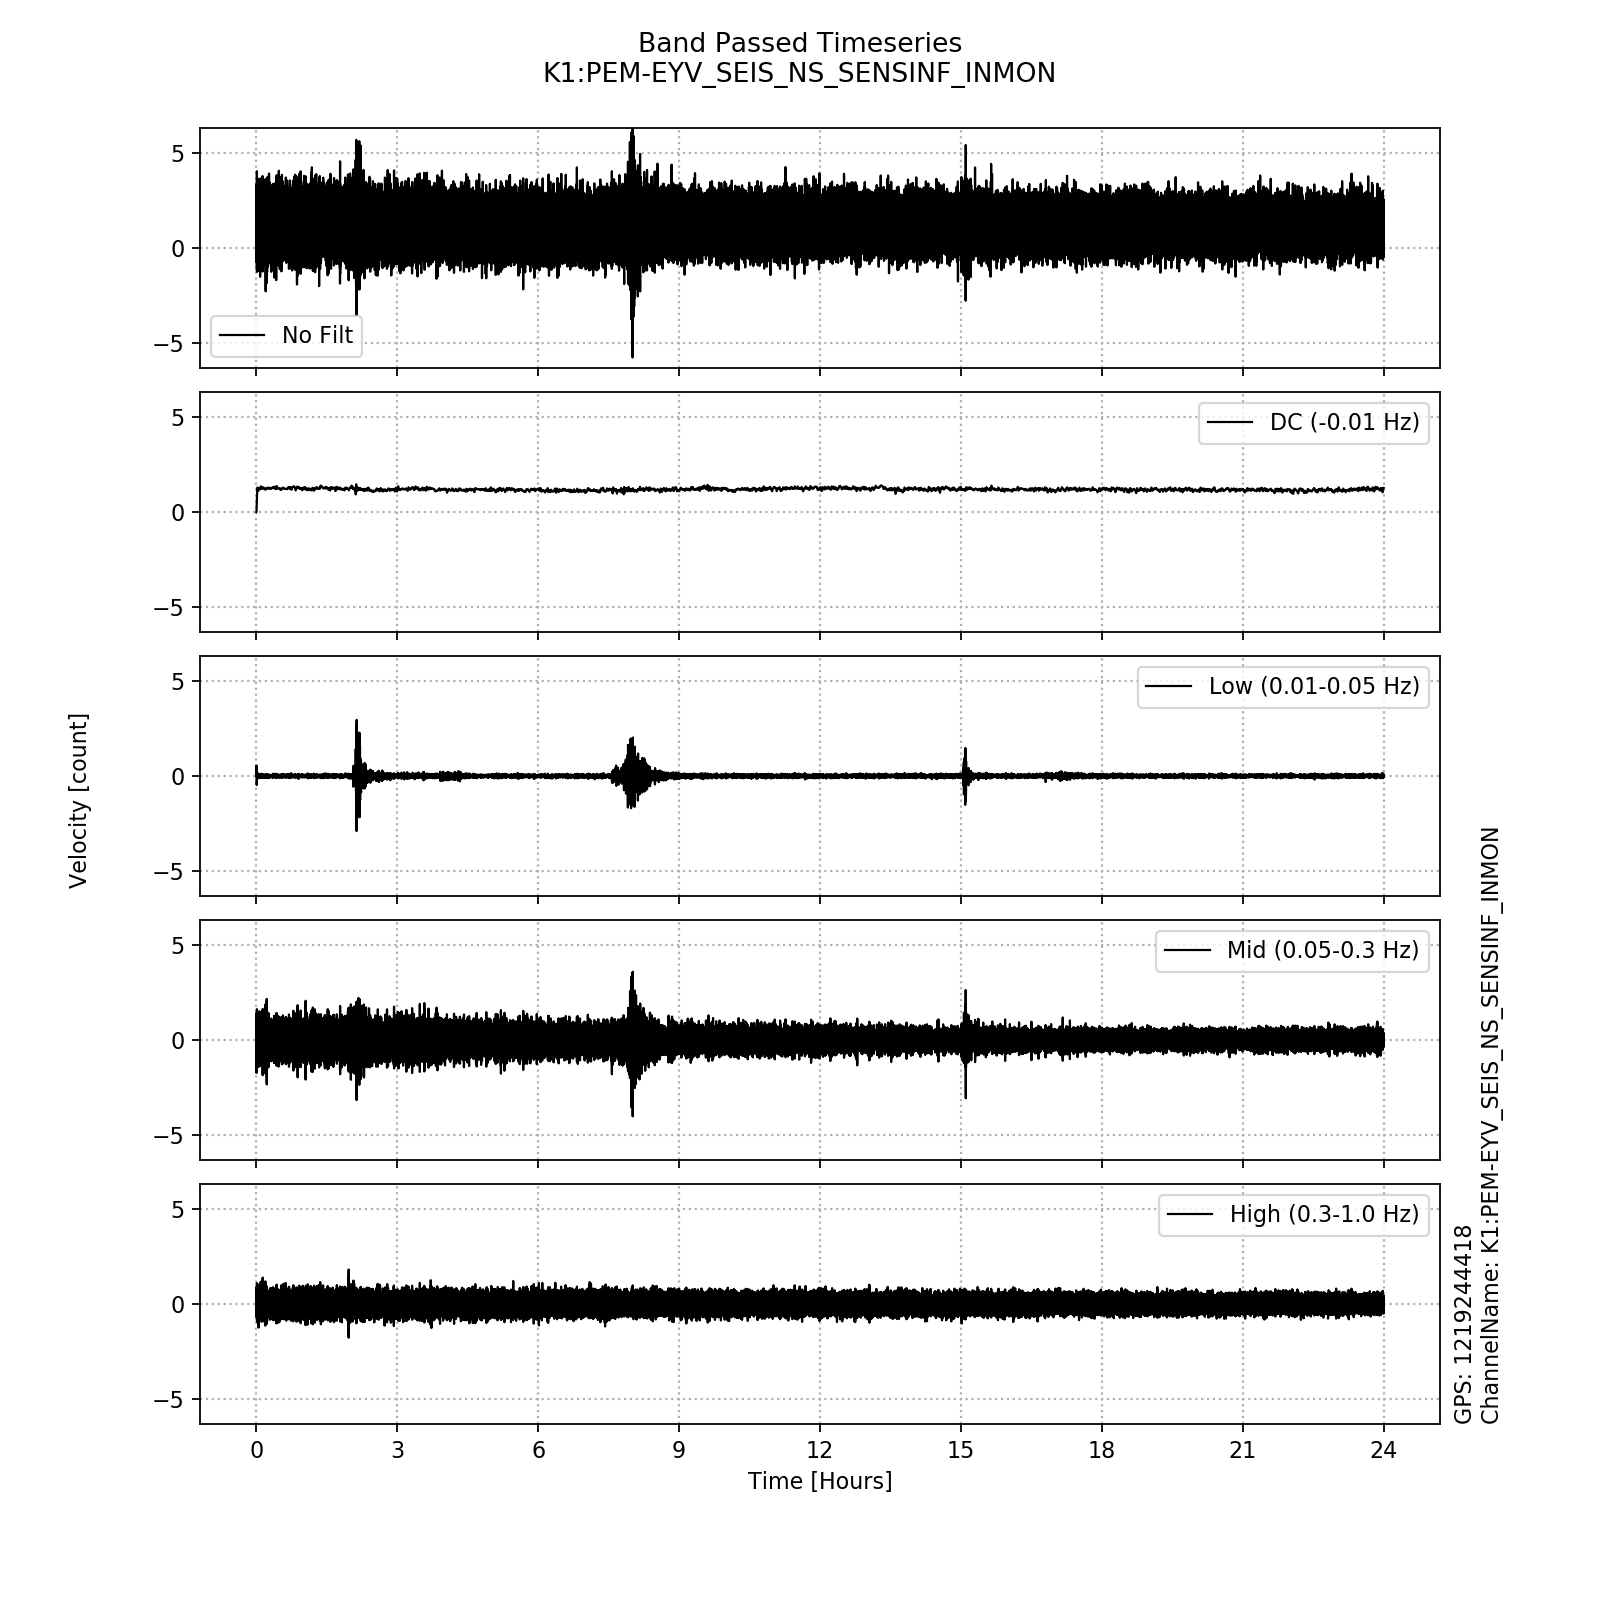 Band Passed Timeseries
K1:PEM-EYV_SEIS_NS_SENSINF_INMON
5
0
−5
No Filt
5
0
−5
DC (-0.01 Hz)
5
0
−5
Low (0.01-0.05 Hz)
Velocity [count]
5
0
−5
Mid (0.05-0.3 Hz)
5
0
−5
High (0.3-1.0 Hz)
0 3 6 9 12 15 18 21 24
Time [Hours]
GPS: 1219244418
ChannelName: K1:PEM-EYV_SEIS_NS_SENSINF_INMON